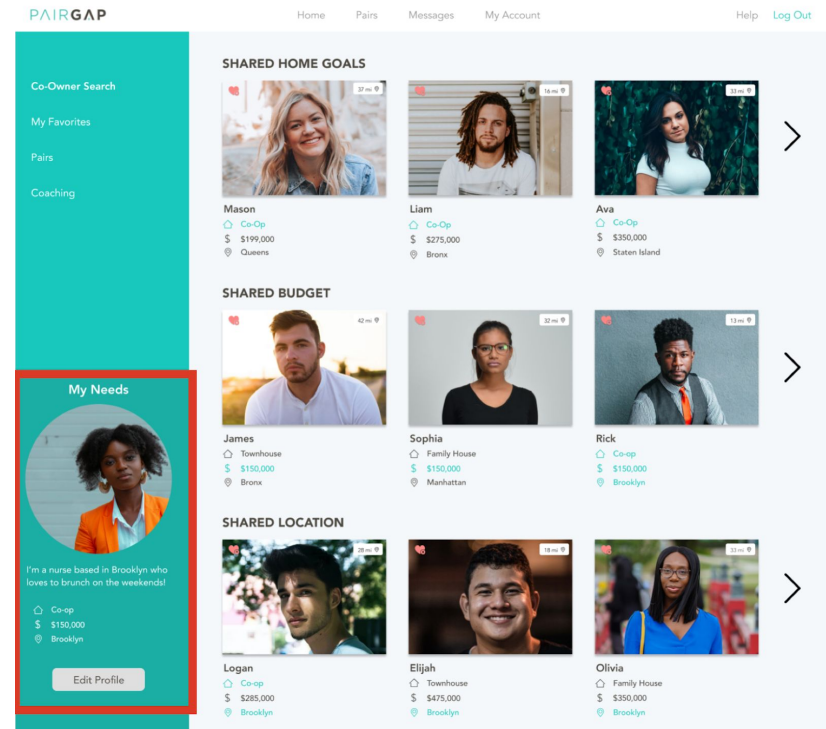 PAIRGAP
Home Pairs Messages My Account Help Log Out
Co-Owner Search
My Favorites
Pairs
Coaching
My Needs
I'm a nurse based in Brooklyn who
loves to brunch on the weekends!
Co-op
$ $150,000
Brooklyn
Edit Profile
SHARED HOME GOALS
37 mi
16 mi
33 mi
Mason
Co-Op
$ $199,000
Queens
Liam
Co-Op
$ $275,000
Bronx
Ava
Co-Op
$ $350,000
Staten Island
SHARED BUDGET
42 mi
32 mi
13 mi
James
Townhouse
$ $150,000
Bronx
Sophia
Family House
$ $150,000
Manhattan
Rick
Co-op
$ $150,000
Brooklyn
SHARED LOCATION
28 mi
18 mi
33 mi
Logan
Co-op
$ $285,000
Brooklyn
Elijah
Townhouse
$ $475,000
Brooklyn
Olivia
Family House
$ $350,000
Brooklyn